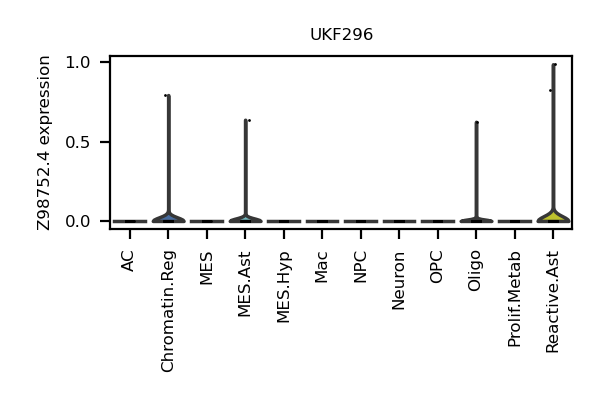 UKF296
Z98752.4 expression
1.0
0.5
0.0
AC
Chromatin.Reg
MES
MES.Ast
MES.Hyp
Mac
NPC
Neuron
OPC
Oligo
Prolif.Metab
Reactive.Ast